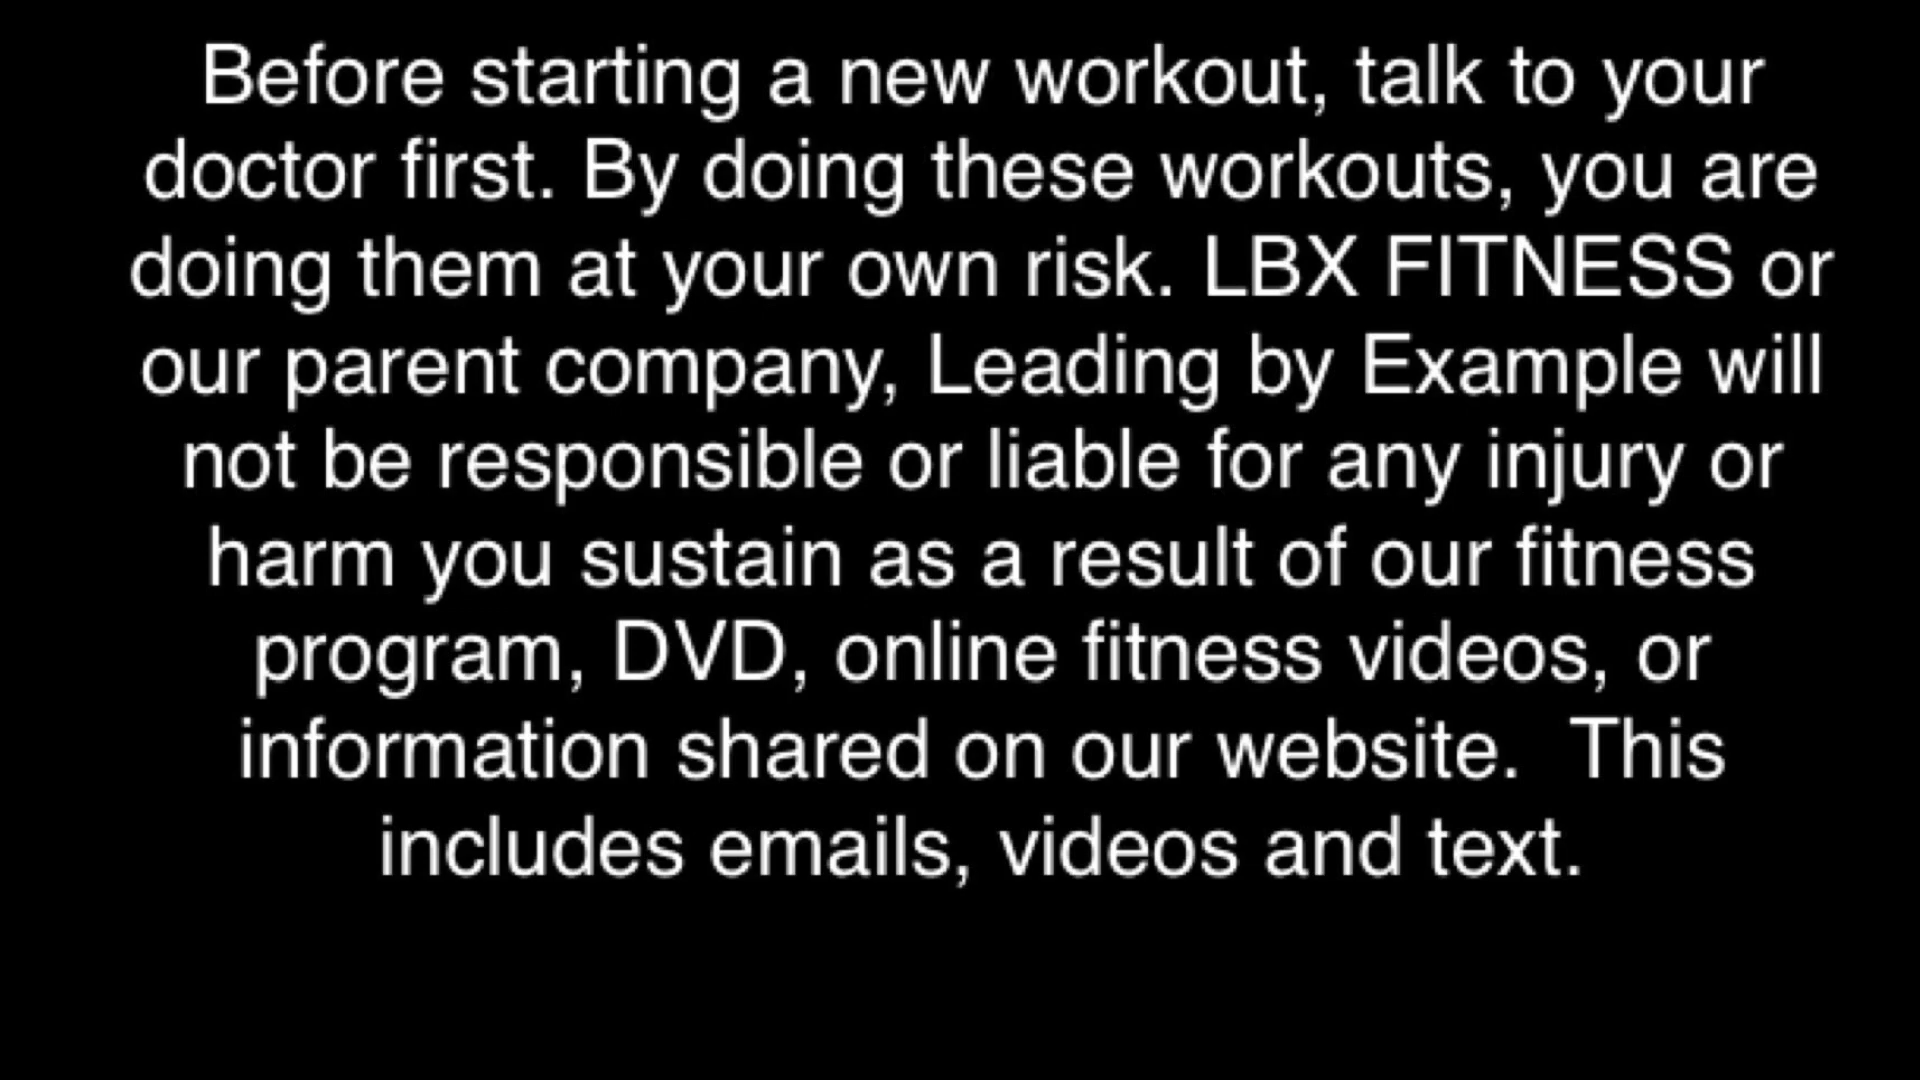 Before starting a new workout, talk to your
doctor first. By doing these workouts, you are
doing them at your own risk. LBX FITNESS or
our parent company, Leading by Example will
not be responsible or liable for any injury or
harm you sustain as a result of our fitness
program, DVD, online fitness videos, or
information shared on our website.  This
includes emails, videos and text.